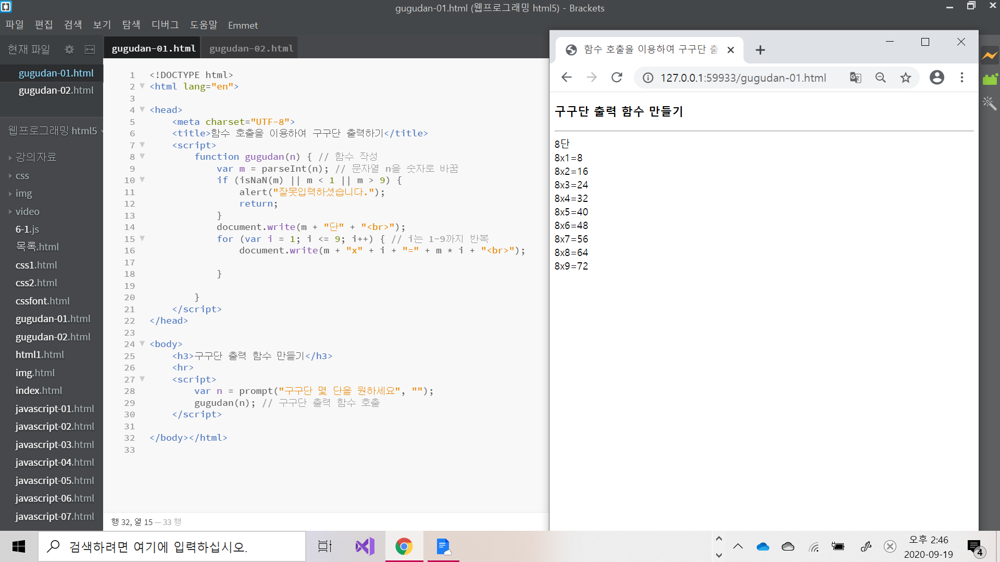 gugudan-01.html (웹프로그래밍 html5) - Brackets
파일 편집 검색 보기 탐색 디버그 도움말 Emmet
현재 파일
gugudan-01.html
gugudan-02.html
웹프로그래밍 html5
강의자료
css
img
video
6-1.js
목록.html
css1.html
css2.html
cssfont.html
gugudan-01.html
gugudan-02.html
html1.html
img.html
index.html
javascript-01.html
javascript-02.html
javascript-03.html
javascript-04.html
javascript-05.html
javascript-06.html
javascript-07.html
gugudan-01.html gugudan-02.html
1 <!DOCTYPE html>
2 <html lang="en">
3
4 <head>
5 <meta charset="UTF-8">
6 <title>함수 호출을 이용하여 구구단 출력하기</title>
7 <script>
8 function gugudan(n) { // 함수 작성
9 var m = parseInt(n); // 문자열 n을 숫자로 바꿈
10 if (isNaN(m) || m < 1 || m > 9) {
11 alert("잘못입력하셨습니다.");
12 return;
13 }
14 document.write(m + "단" + "<br>");
15 for (var i = 1; i <= 9; i++) { // i는 1~9까지 반복
16 document.write(m + "x" + i + "=" + m * i + "<br>");
17
18 }
19
20 }
21 </script>
22 </head>
23
24 <body>
25 <h3>구구단 출력 함수 만들기</h3>
26 <hr>
27 <script>
28 var n = prompt("구구단 몇 단을 원하세요", "");
29 gugudan(n); // 구구단 출력 함수 호출
30 </script>
31
32 </body></html>
33
행 32, 열 15 — 33 행
함수 호출을 이용하여 구구단 출
127.0.0.1:59933/gugudan-01.html
구구단 출력 함수 만들기
8단
8x1=8
8x2=16
8x3=24
8x4=32
8x5=40
8x6=48
8x7=56
8x8=64
8x9=72
검색하려면 여기에 입력하십시오.
오후 2:46
2020-09-19
4